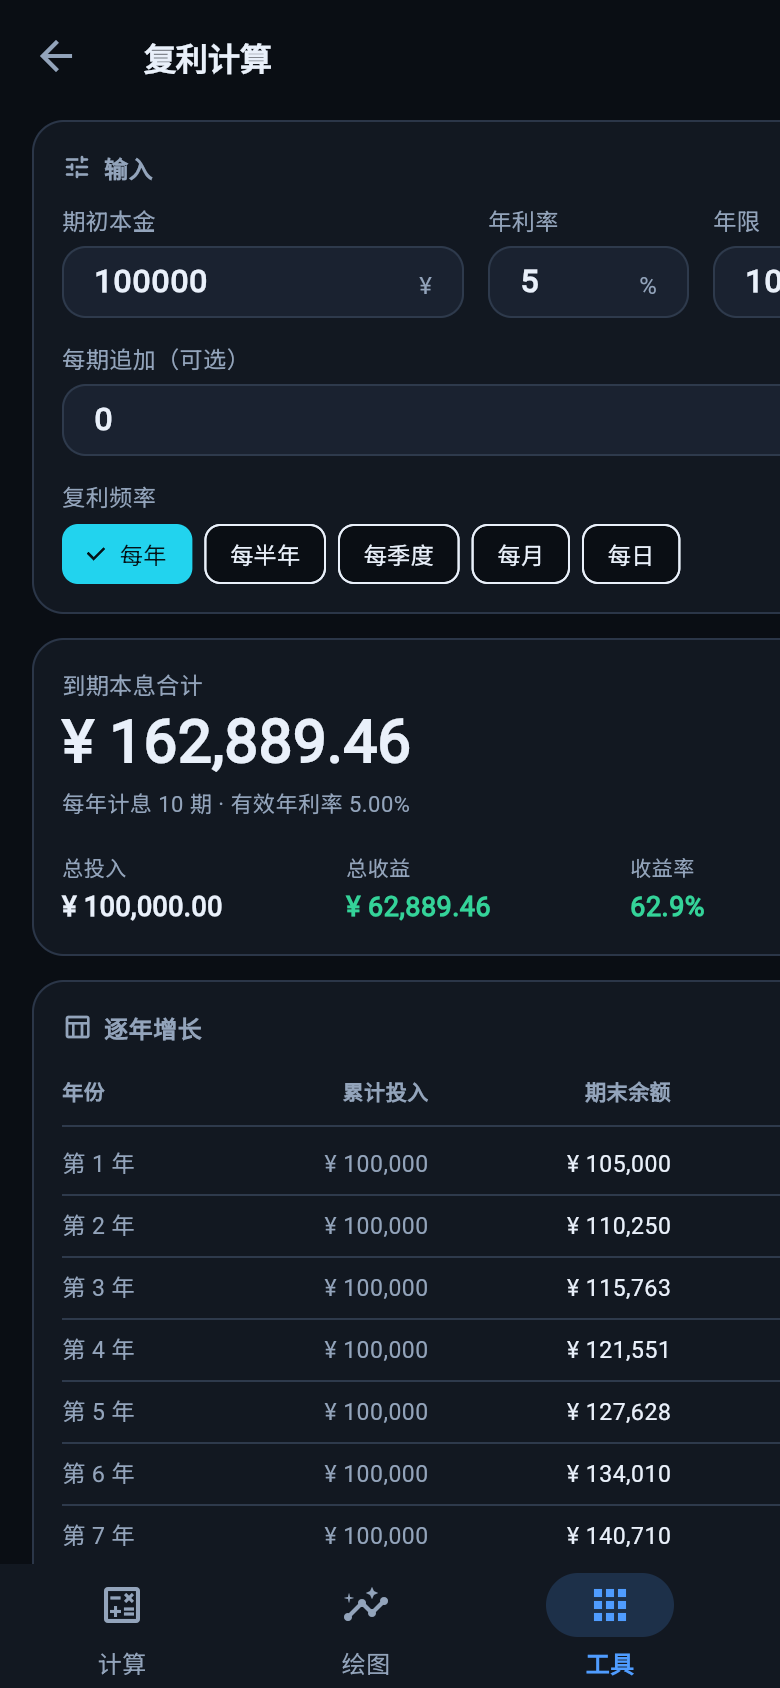 复利计算
输入
期初本金 年利率 年限
100000 ¥ 5 % 10
每期追加（可选）
0
复利频率
每年 每半年 每季度 每月 每日
到期本息合计
¥ 162,889.46
每年计息 10 期 · 有效年利率 5.00%
总投入 总收益 收益率
¥ 100,000.00 ¥ 62,889.46 62.9%
逐年增长
年份 累计投入 期末余额
第 1 年 ¥ 100,000 ¥ 105,000
第 2 年 ¥ 100,000 ¥ 110,250
第 3 年 ¥ 100,000 ¥ 115,763
第 4 年 ¥ 100,000 ¥ 121,551
第 5 年 ¥ 100,000 ¥ 127,628
第 6 年 ¥ 100,000 ¥ 134,010
第 7 年 ¥ 100,000 ¥ 140,710
计算 绘图 工具